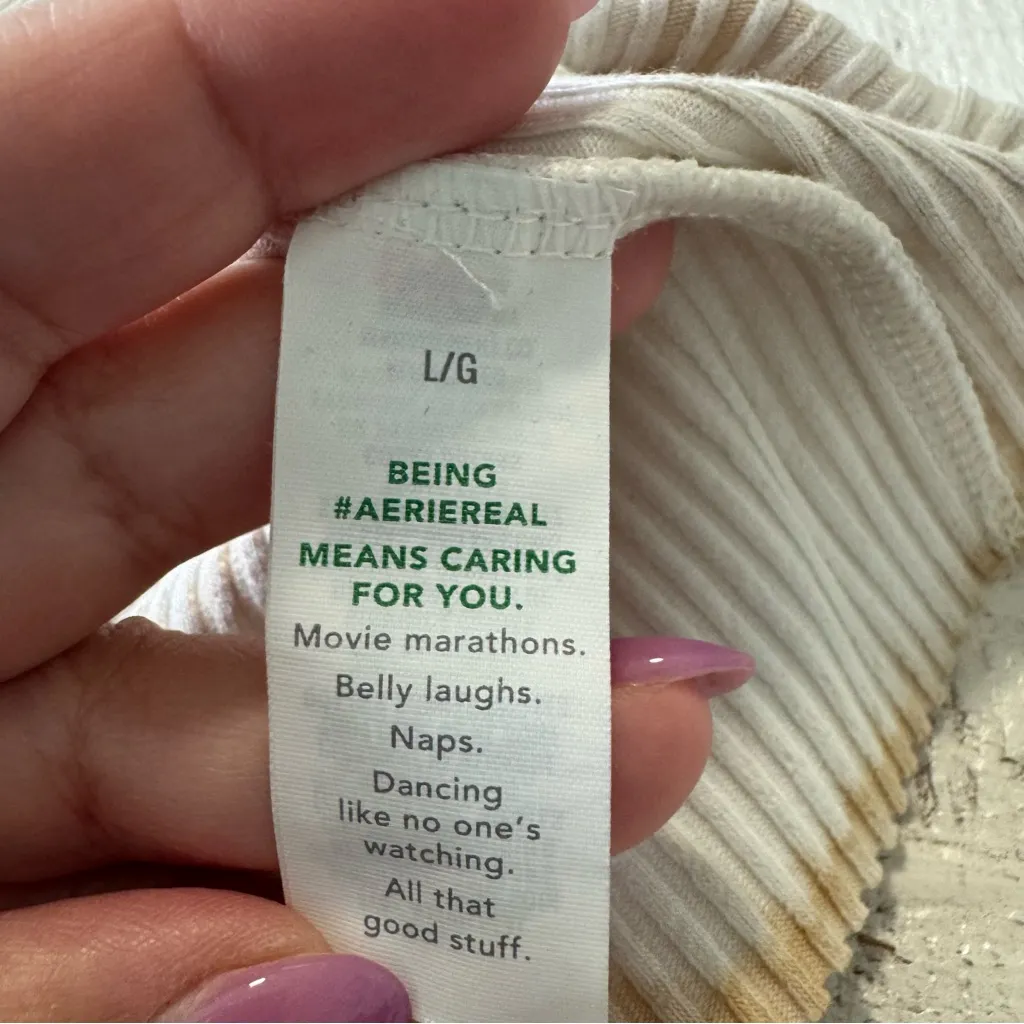 L/G
BEING
#AERIEREAL
MEANS CARING
FOR YOU.
Movie marathons.
Belly laughs.
Naps.
Dancing
like no one's
watching.
All that
good stuff.